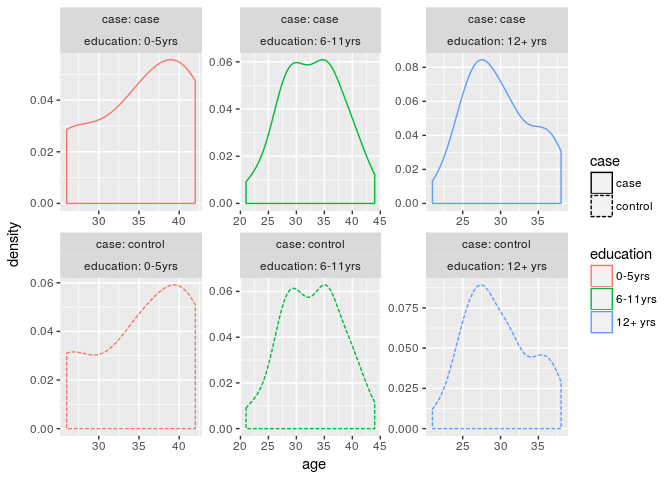 case: case
case: case
case: case
education: 0-5yrs
education: 6-11yrs
education: 12+ yrs
0.04
0.02
0.00
0.06
0.04
0.02
0.00
0.08
0.06
0.04
0.02
0.00
30
35
40
20
25
30
35
40
45
25
30
35
case: control
case: control
case: control
education: 0-5yrs
education: 6-11yrs
education: 12+ yrs
0.06
0.04
0.02
0.00
0.06
0.04
0.02
0.00
0.075
0.050
0.025
0.000
30
35
40
20
25
30
35
40
45
25
30
35
density
age
case
case
control
education
0-5yrs
6-11yrs
12+ yrs